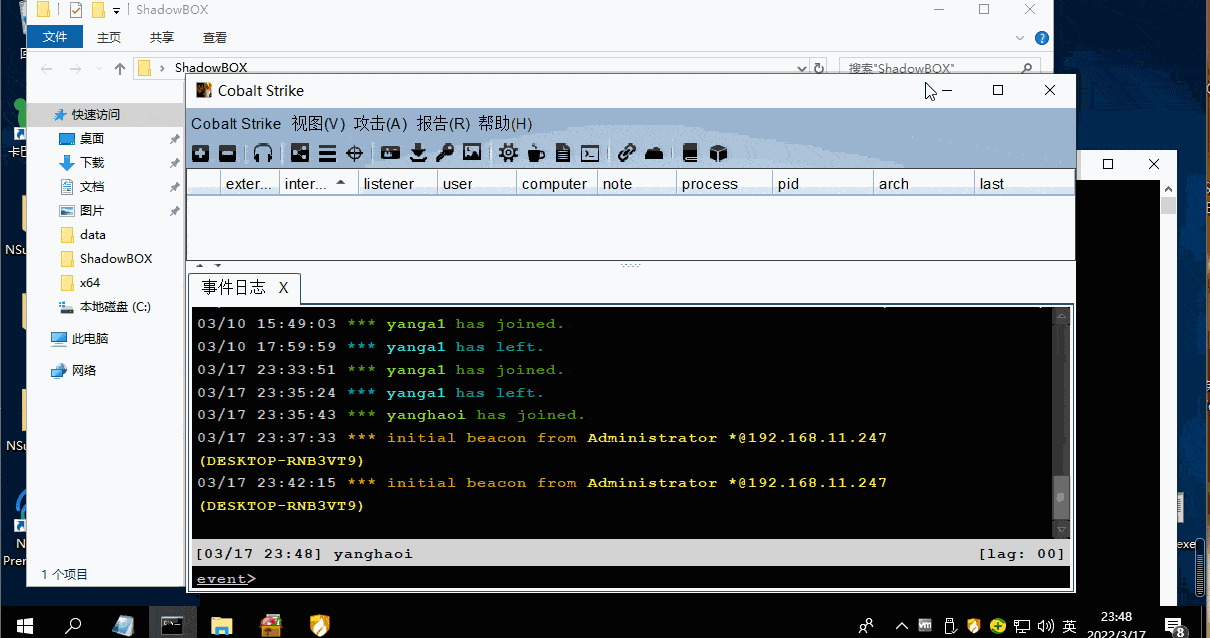 ShadowBOX
文件 主页 共享 查看
ShadowBOX 搜索"ShadowBOX"
快速访问
桌面
下载
文档
图片
data
ShadowBOX
x64
本地磁盘 (C:)
此电脑
网络
1 个项目
Cobalt Strike
Cobalt Strike 视图(V) 攻击(A) 报告(R) 帮助(H)
exter... inter... listener user computer note process pid arch last
事件日志 X
03/10 15:49:03 *** yanga1 has joined.
03/10 17:59:59 *** yanga1 has left.
03/17 23:33:51 *** yanga1 has joined.
03/17 23:35:24 *** yanga1 has left.
03/17 23:35:43 *** yanghaoi has joined.
03/17 23:37:33 *** initial beacon from Administrator *@192.168.11.247
(DESKTOP-RNB3VT9)
03/17 23:42:15 *** initial beacon from Administrator *@192.168.11.247
(DESKTOP-RNB3VT9)
[03/17 23:48] yanghaoi [lag: 00]
event>
NSu
NSu
N
Prem
exe
英
23:48
2022/3/17
8